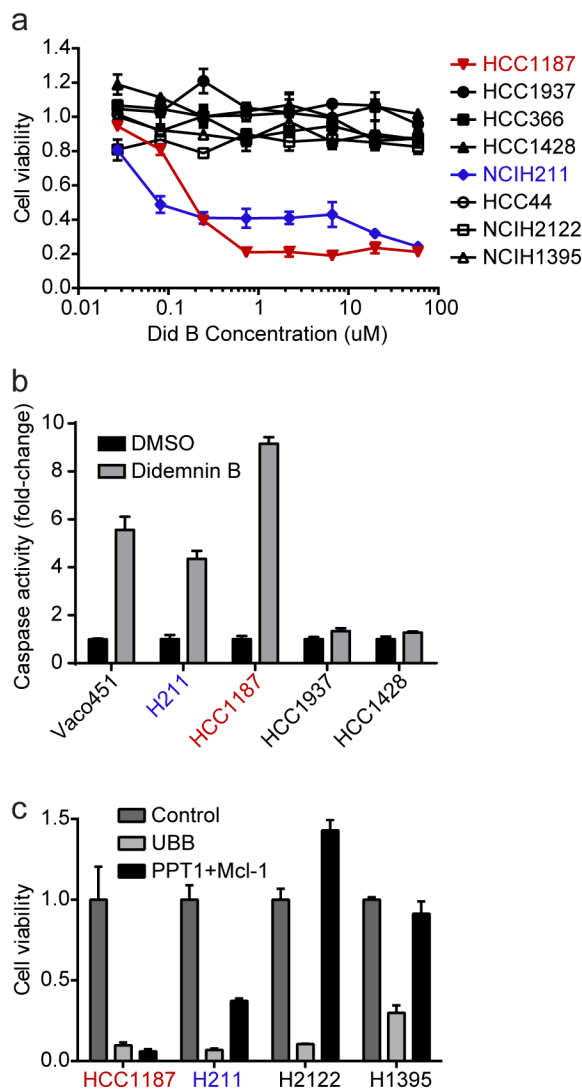 a
1.4
1.2
1.0
0.8
0.6
0.4
0.2
0.0
0.01
0.1
1
10
100
Cell viability
Did B Concentration (uM)
HCC1187
HCC1937
HCC366
HCC1428
NCIH211
HCC44
NCIH2122
NCIH1395
b
10
8
6
4
2
0
Caspase activity (fold-change)
DMSO
Didemnin B
Vaco451
H211
HCC1187
HCC1937
HCC1428
c
1.5
1.0
0.5
0.0
Cell viability
Control
UBB
PPT1+Mcl-1
HCC1187
H211
H2122
H1395